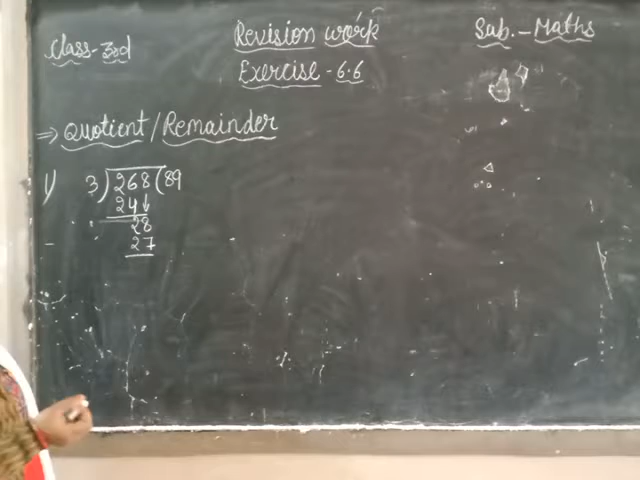 Class-3rd
Revision work
Sub.-Maths
Exercise-6.6
⇒ Quotient/Remainder
1) 3)268(89
24↓
28
27